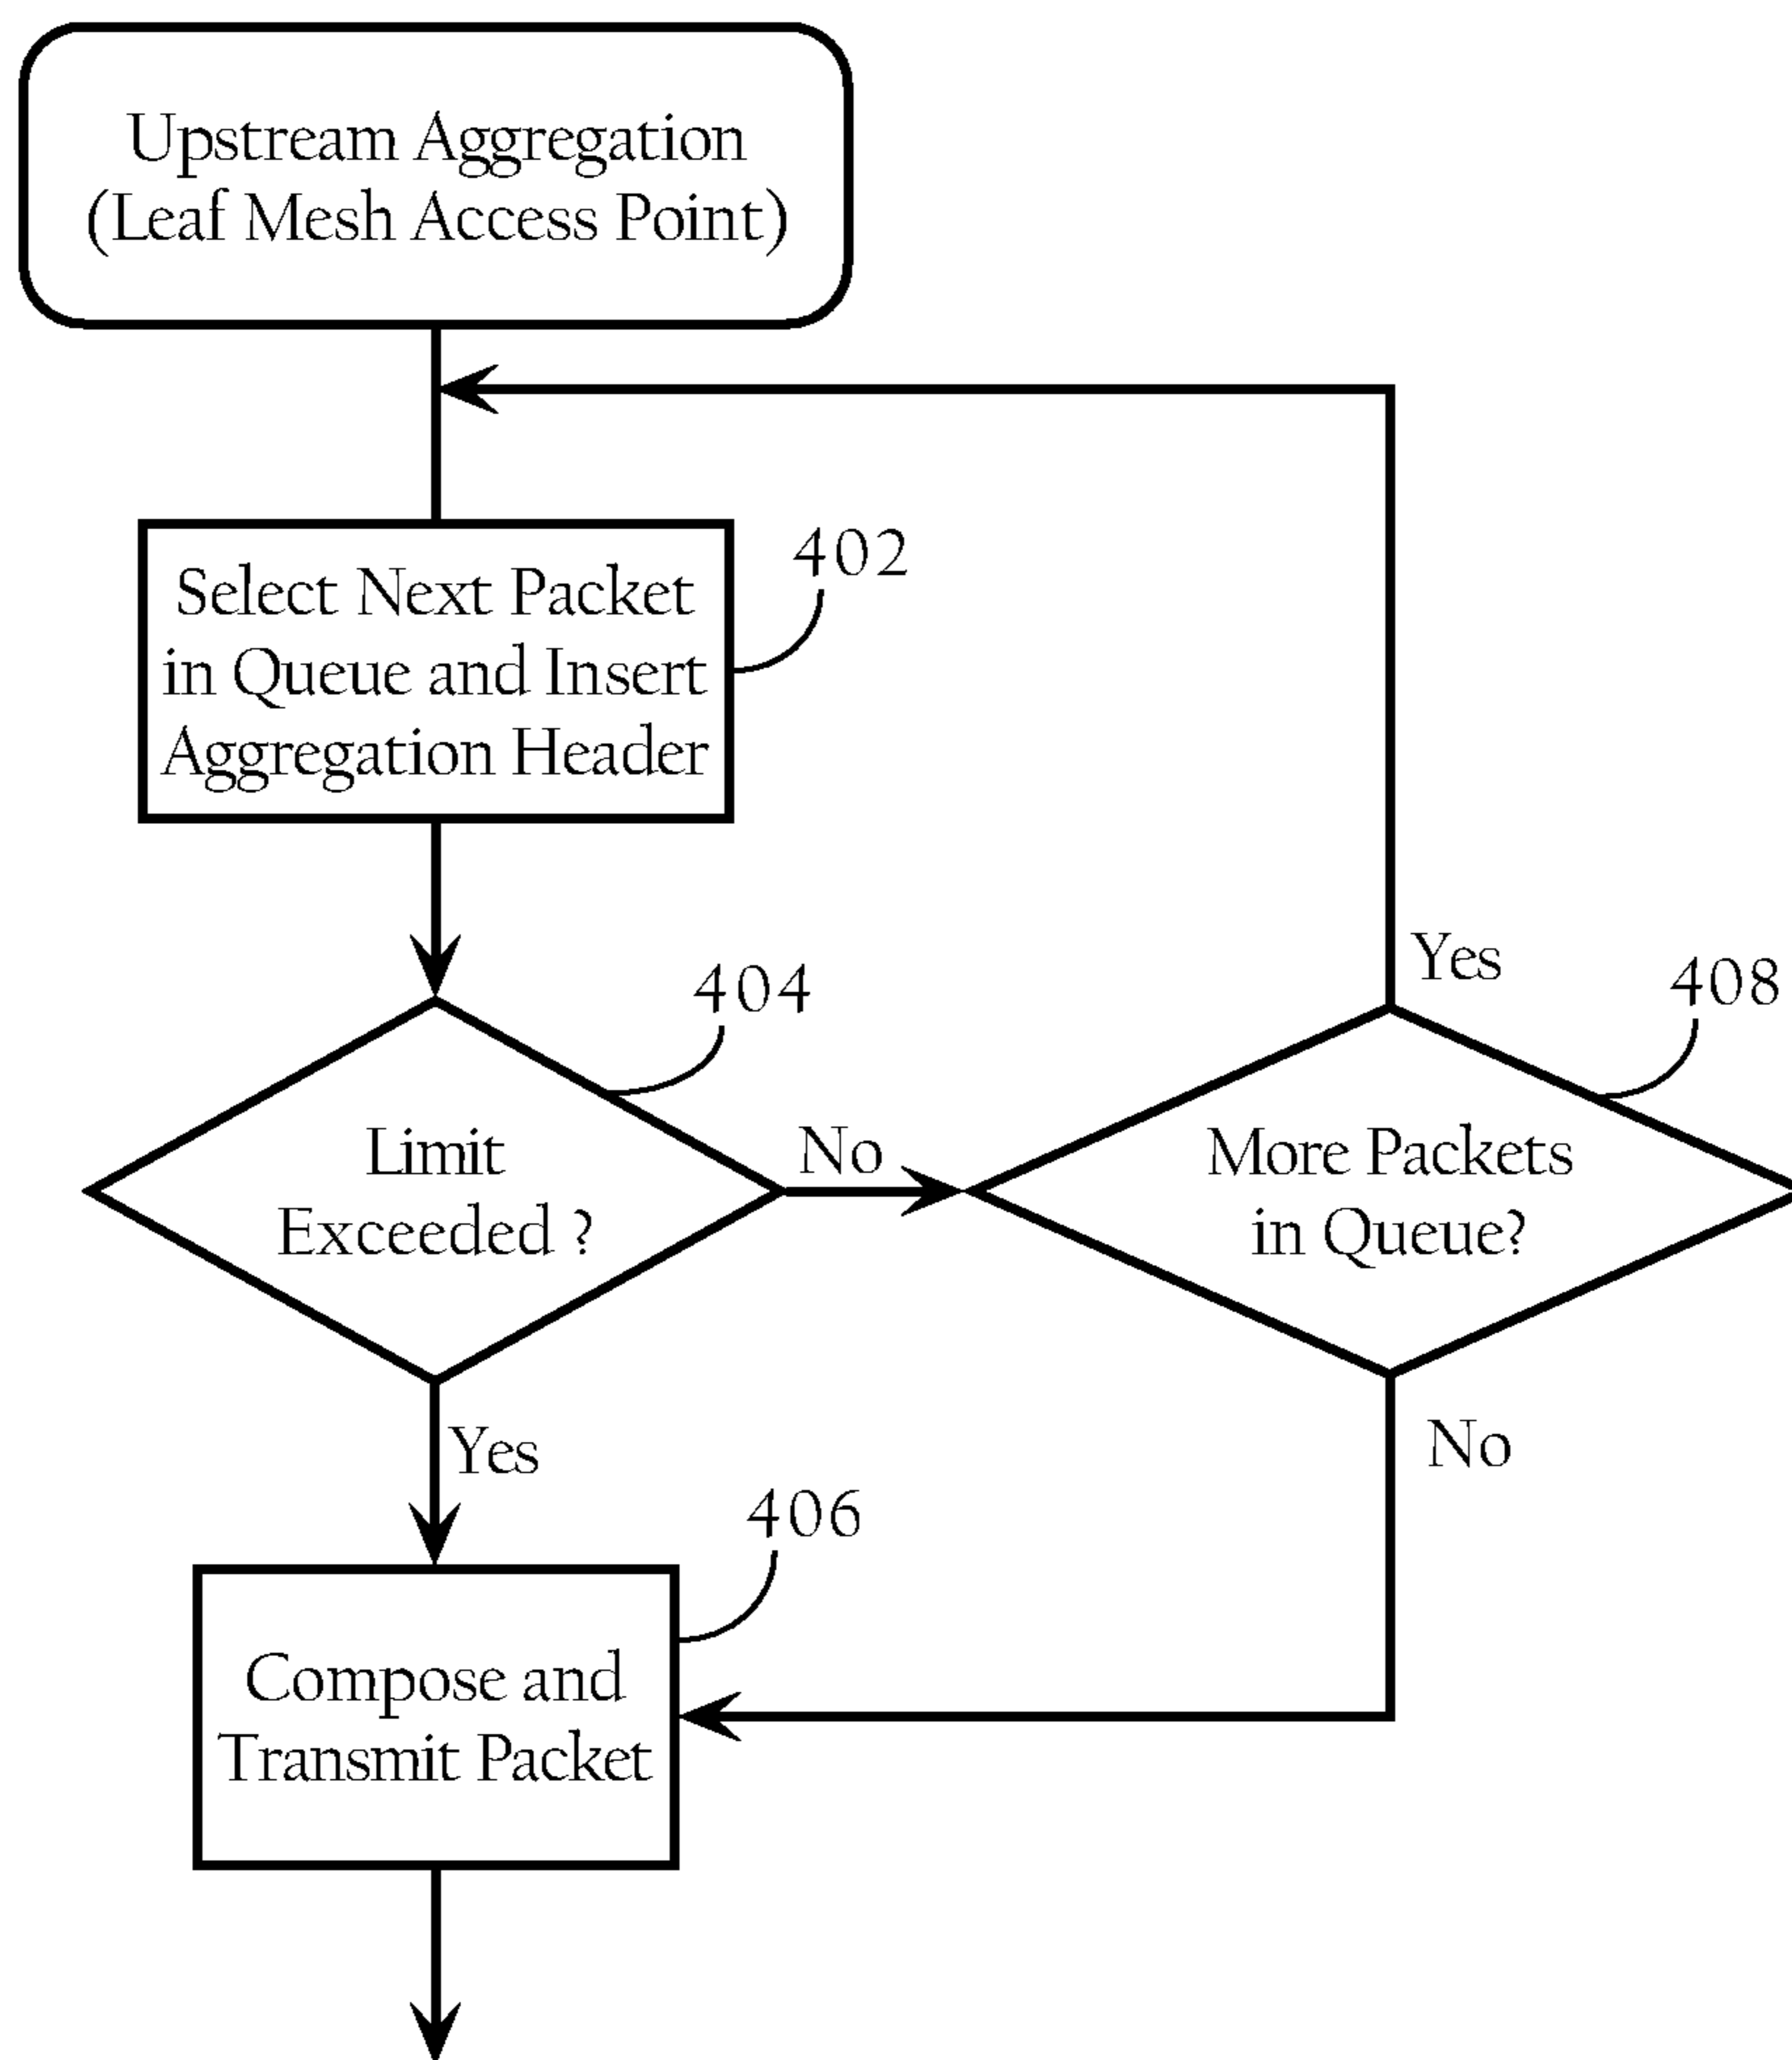 Upstream Aggregation
(Leaf Mesh Access Point)
402
Select Next Packet
in Queue and Insert
Aggregation Header
404
Limit
Exceeded ?
No
Yes
408
More Packets
in Queue?
Yes
No
406
Compose and
Transmit Packet